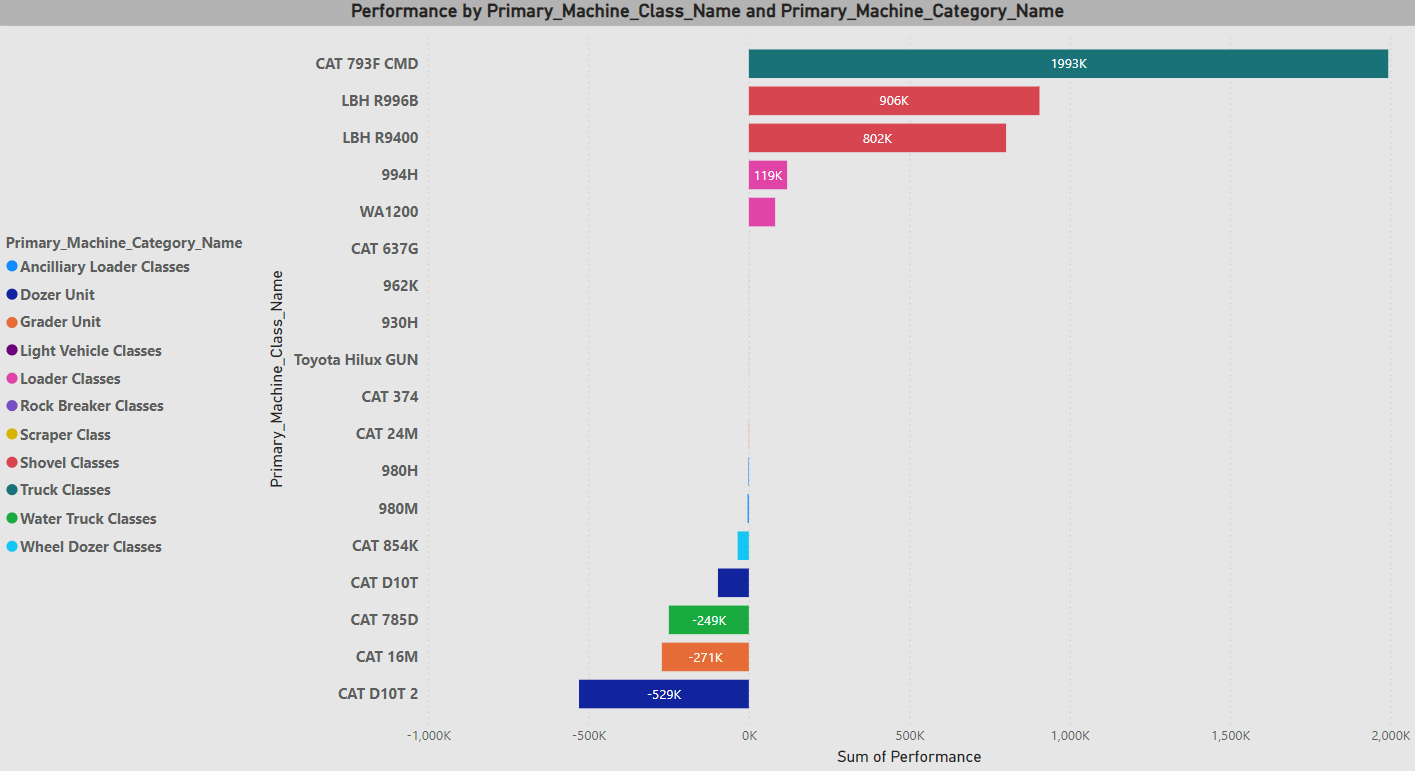 Performance by Primary_Machine_Class_Name and Primary_Machine_Category_Name
Primary_Machine_Category_Name
Ancilliary Loader Classes
Dozer Unit
Grader Unit
Light Vehicle Classes
Loader Classes
Rock Breaker Classes
Scraper Class
Shovel Classes
Truck Classes
Water Truck Classes
Wheel Dozer Classes
Primary_Machine_Class_Name
CAT 793F CMD 1993K
LBH R996B 906K
LBH R9400 802K
994H 119K
WA1200
CAT 637G
962K
930H
Toyota Hilux GUN
CAT 374
CAT 24M
980H
980M
CAT 854K
CAT D10T
CAT 785D -249K
CAT 16M -271K
CAT D10T 2 -529K
-1,000K -500K 0K 500K 1,000K 1,500K 2,000K
Sum of Performance